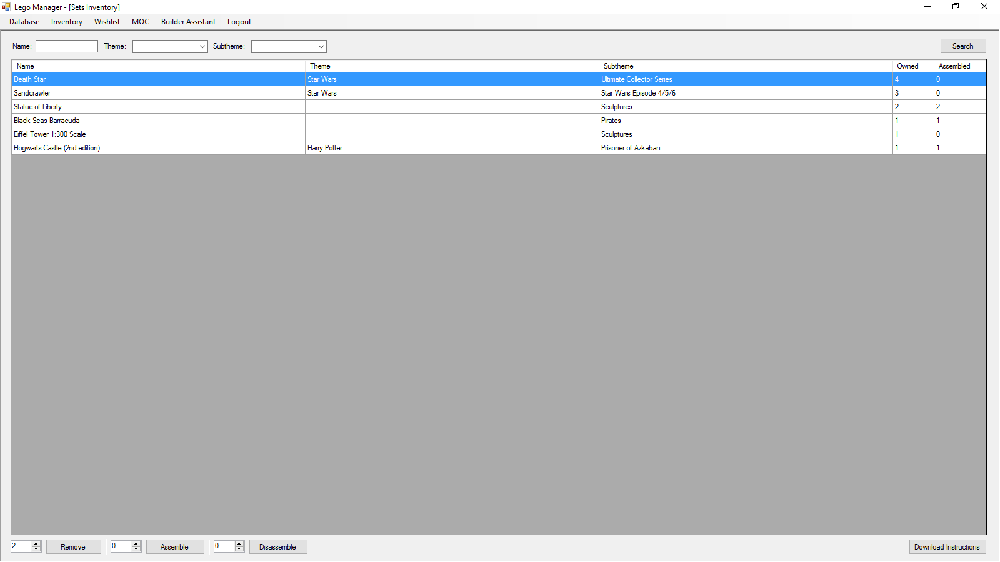 Lego Manager - [Sets Inventory]
Database Inventory Wishlist MOC Builder Assistant Logout
Name: Theme: Subtheme: Search
Name Theme Subtheme Owned Assembled
Death Star Star Wars Ultimate Collector Series 4 0
Sandcrawler Star Wars Star Wars Episode 4/5/6 3 0
Statue of Liberty Sculptures 2 2
Black Seas Barracuda Pirates 1 1
Eiffel Tower 1:300 Scale Sculptures 1 0
Hogwarts Castle (2nd edition) Harry Potter Prisoner of Azkaban 1 1
2 Remove 0 Assemble 0 Disassemble Download Instructions